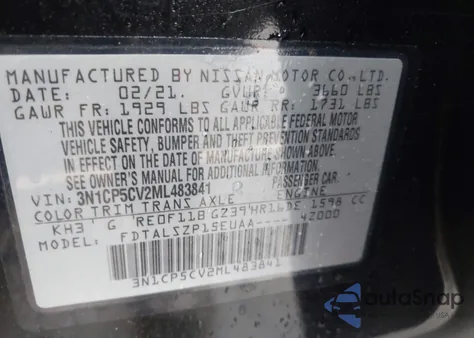 MANUFACTURED BY NISSAN MOTOR CO., LTD.
DATE: 02/21. GVWR: 3660 LBS
GAWR FR: 1929 LBS GAWR RR: 1731 LBS
THIS VEHICLE CONFORMS TO ALL APPLICABLE FEDERAL MOTOR
VEHICLE SAFETY, BUMPER AND THEFT PREVENTION STANDARDS
IN EFFECT ON THE DATE OF MANUFACTURE SHOWN ABOVE.
SEE OWNER'S MANUAL FOR ADDITIONAL INFORMATION.
VIN: 3N1CP5CV2ML483841
COLOR TRIM TRANS AXLE ENGINE
KH3 G RE0F11B GZ39 HR16DE 1598 CC
MODEL: FDTALSZP15EUAA---- 42000
3N1CP5CV2ML483841
autoSnap
USA